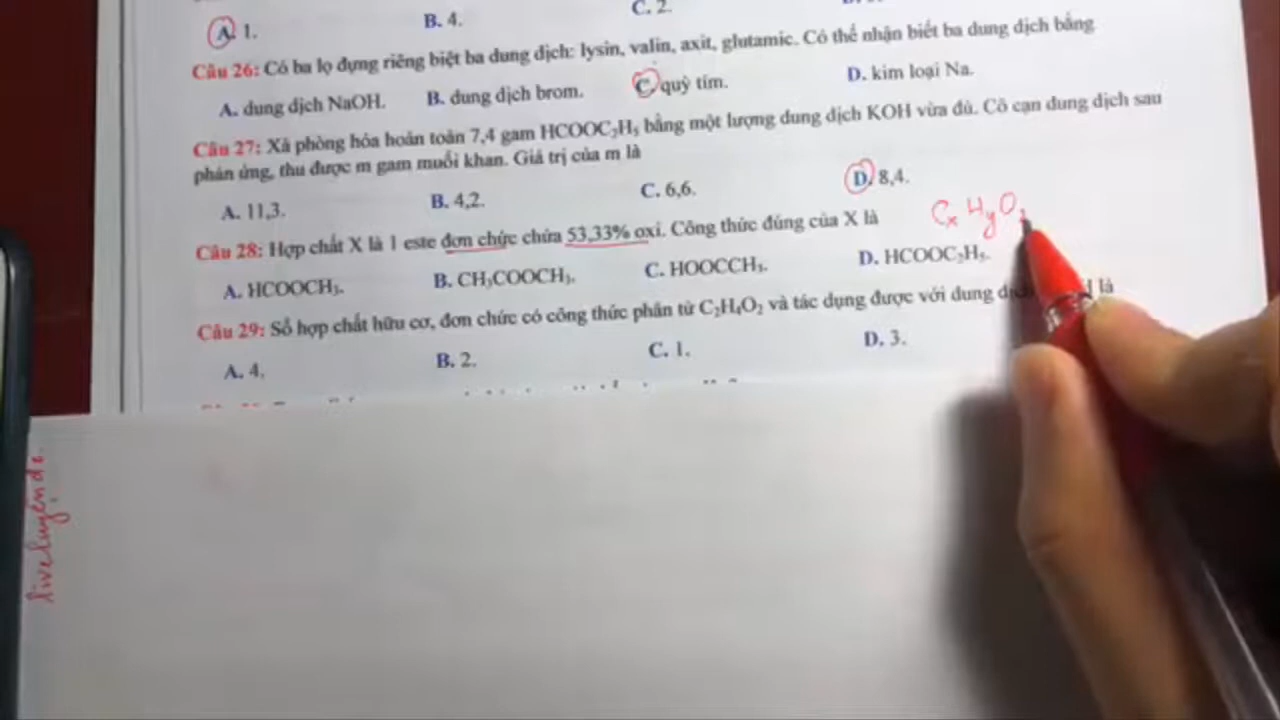 A. 1.
B. 4.
C. 2.
Câu 26: Có ba lọ đựng riêng biệt ba dung dịch: lysin, valin, axit, glutamic. Có thể nhận biết ba dung dịch bằng
A. dung dịch NaOH. B. dung dịch brom. C. quỳ tím. D. kim loại Na.
Câu 27: Xà phòng hóa hoàn toàn 7,4 gam HCOOC₂H₅ bằng một lượng dung dịch KOH vừa đủ. Cô cạn dung dịch sau
phản ứng, thu được m gam muối khan. Giá trị của m là
A. 11,3. B. 4,2. C. 6,6. D. 8,4.
Câu 28: Hợp chất X là 1 este đơn chức chứa 53,33% oxi. Công thức đúng của X là
CxHyO₂
A. HCOOCH₃. B. CH₃COOCH₃. C. HOOCCH₃. D. HCOOC₂H₅.
Câu 29: Số hợp chất hữu cơ, đơn chức có công thức phân tử C₂H₄O₂ và tác dụng được với dung là
A. 4. B. 2. C. 1. D. 3.
liveluyende